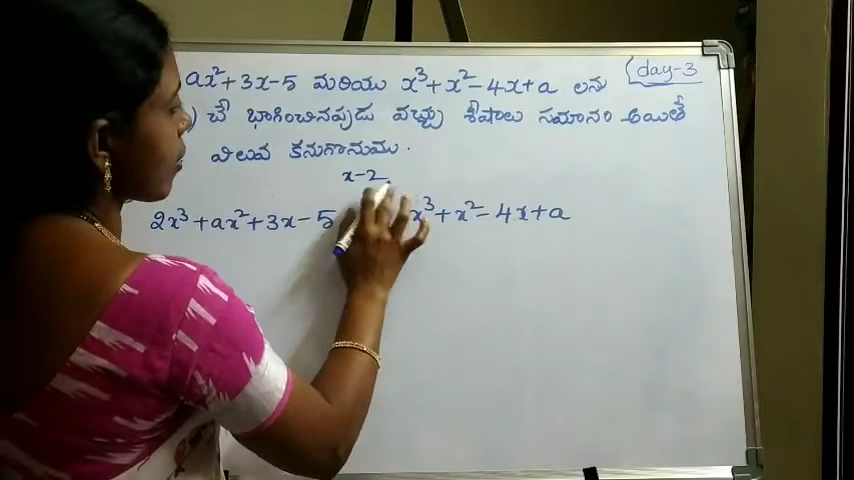 ax²+3x-5 మరియు x³+x²-4x+a లను {day-3
) చే భాగించినపుడు వచ్చు శేషాలు సమానం అయితే
విలువ కనుగొనుము.
x-2
2x³+ax²+3x-5 x³+x²-4x+a